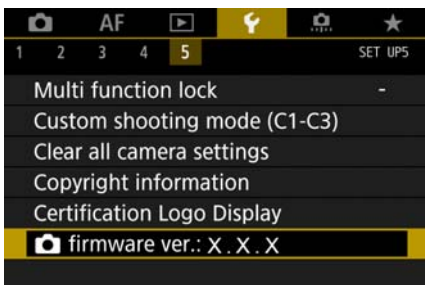 AF
1 2 3 4 5 SET UP5
Multi function lock -
Custom shooting mode (C1-C3)
Clear all camera settings
Copyright information
Certification Logo Display
firmware ver.: X.X.X